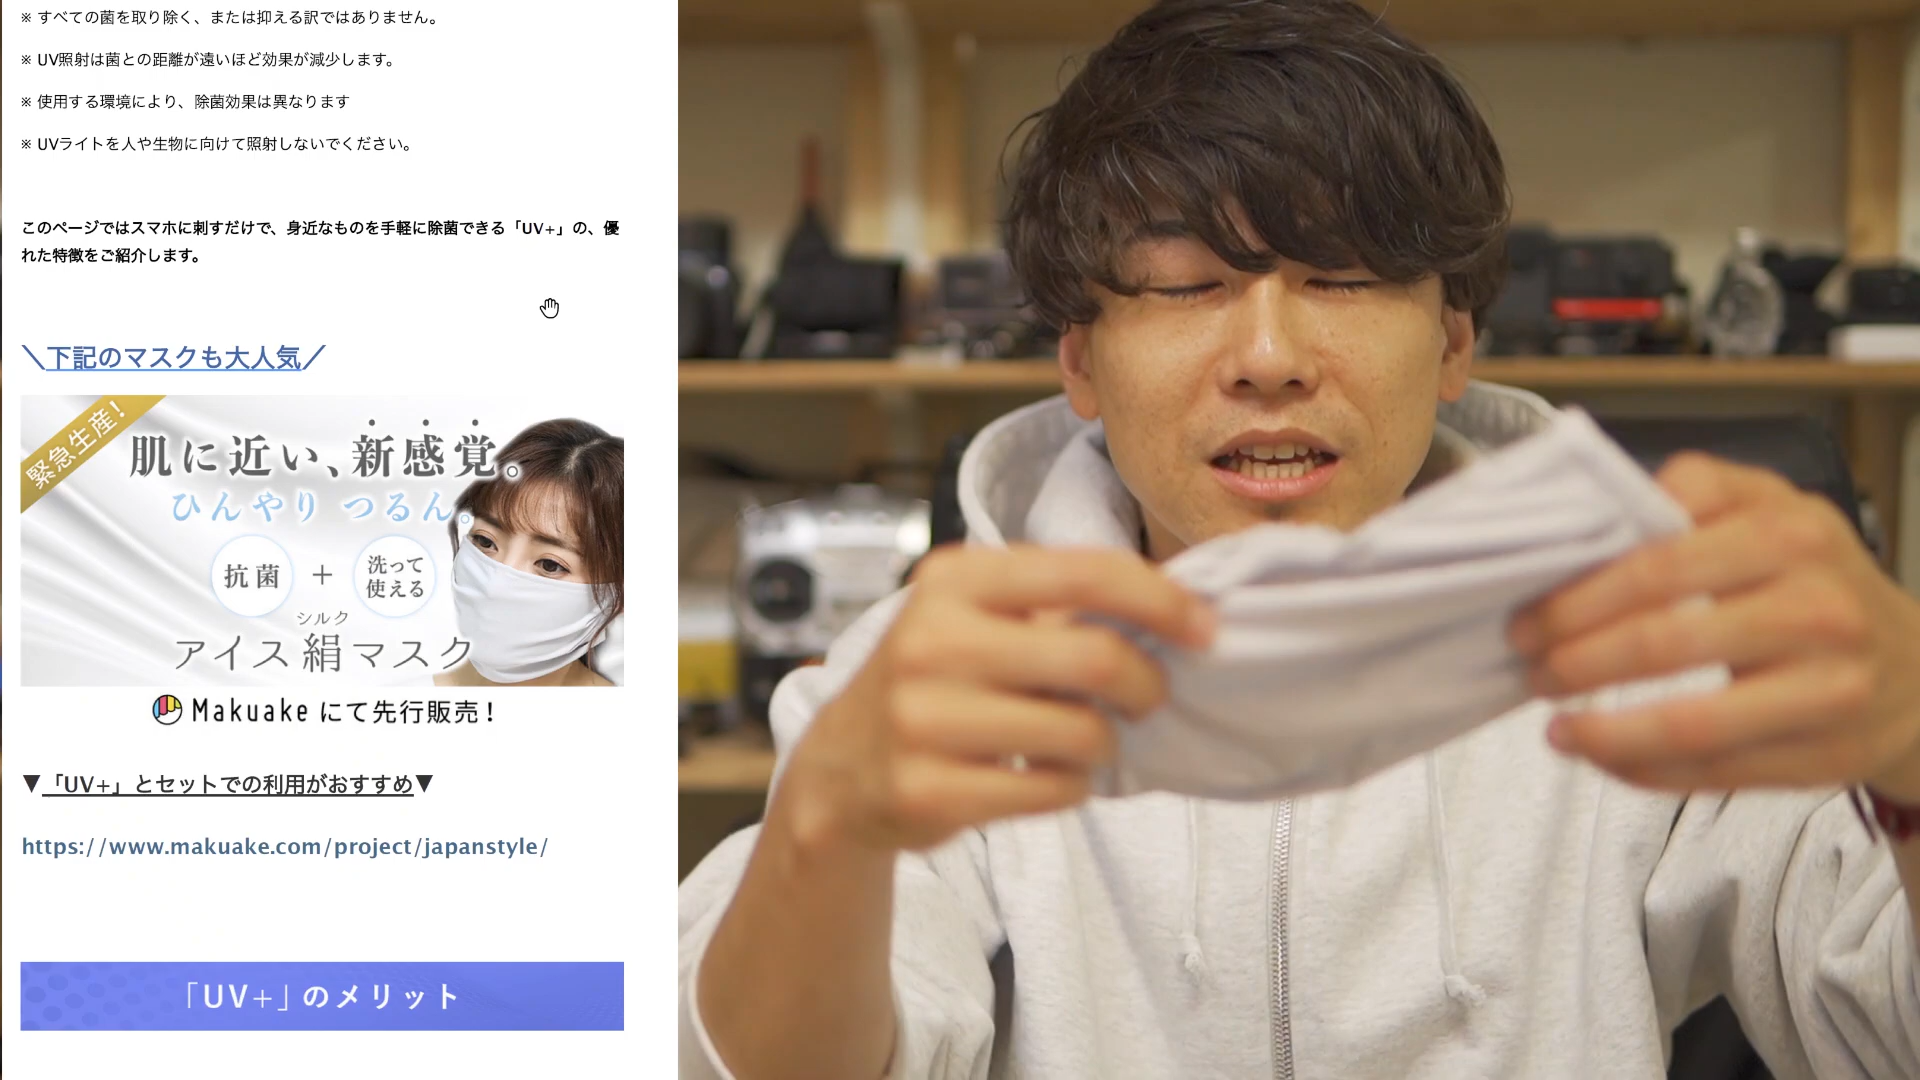 ※ すべての菌を取り除く、または抑える訳ではありません。
※ UV照射は菌との距離が遠いほど効果が減少します。
※ 使用する環境により、除菌効果は異なります
※ UVライトを人や生物に向けて照射しないでください。
このページではスマホに刺すだけで、身近なものを手軽に除菌できる「UV+」の、優
れた特徴をご紹介します。
＼下記のマスクも大人気／
緊急生産！
肌に近い、新感覚。
ひんやり つるん。
抗菌 + 洗って
使える
シルク
アイス絹マスク
Makuake にて先行販売！
▼「UV+」とセットでの利用がおすすめ▼
https://www.makuake.com/project/japanstyle/
「UV+」のメリット